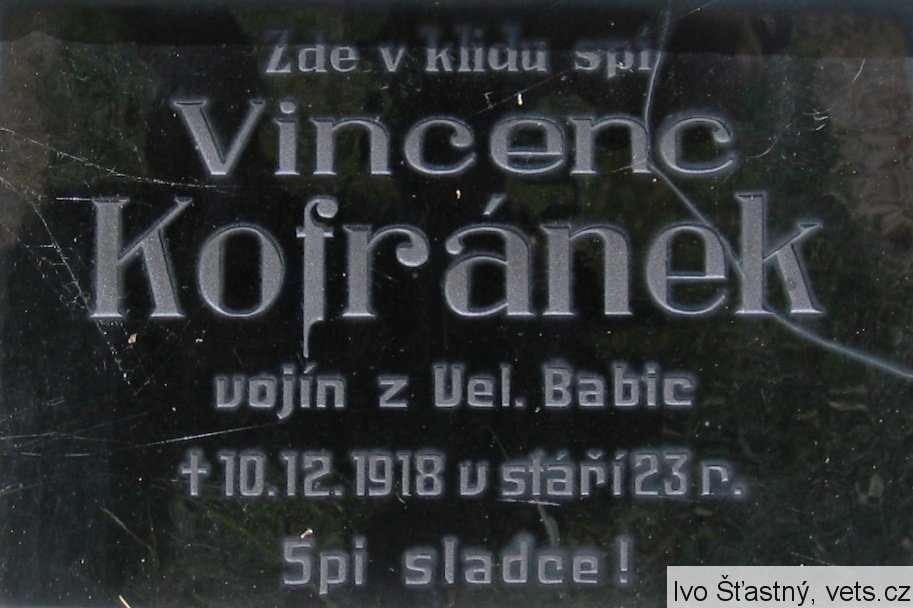 Zde v klidu spí
Vincenc
Kofránek
vojín z Vel. Babic
†10.12.1918 v stáří 23 r.
Spi sladce!
Ivo Šťastný, vets.cz